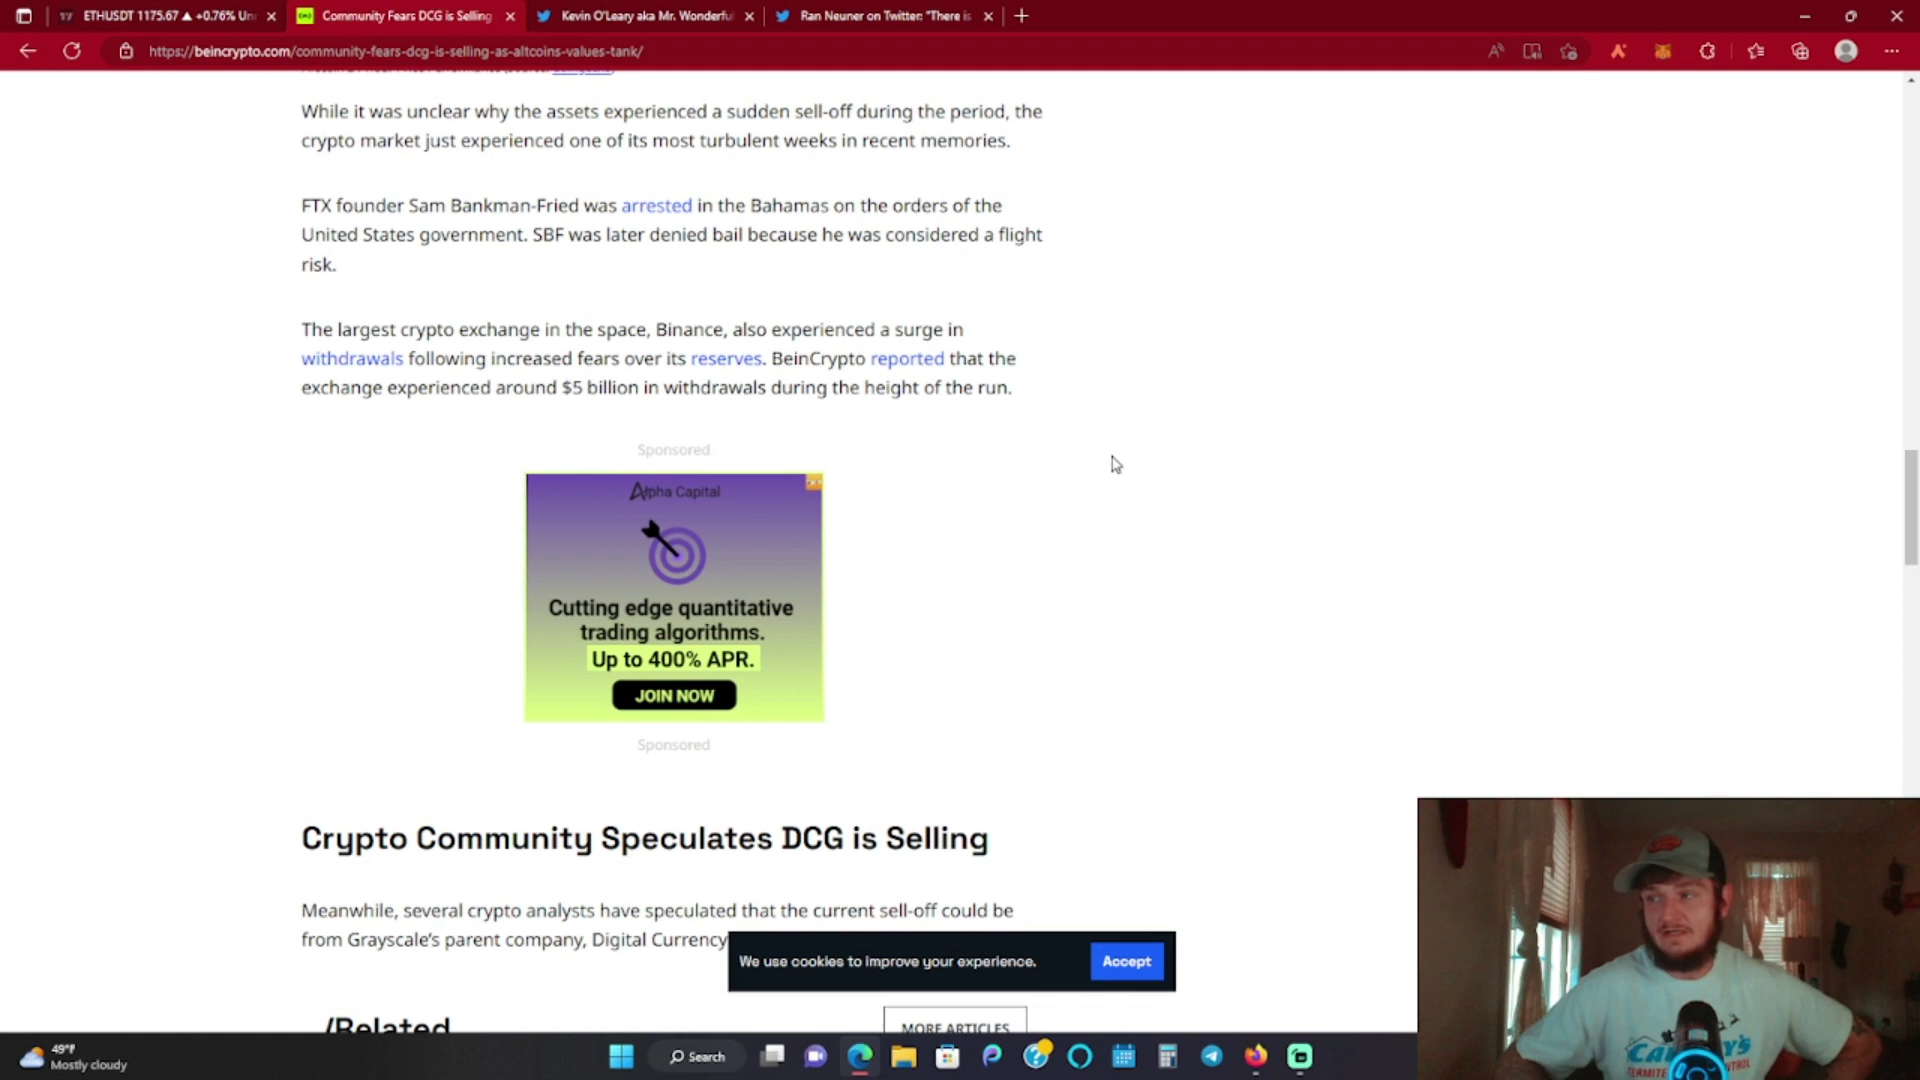 ETHUSDT 1175.67 ▲ +0.76% Un
Community Fears DCG is Selling
Kevin O'Leary aka Mr. Wonderfu
Ran Neuner on Twitter: "There is
https://beincrypto.com/community-fears-dcg-is-selling-as-altcoins-values-tank/
While it was unclear why the assets experienced a sudden sell-off during the period, the
crypto market just experienced one of its most turbulent weeks in recent memories.
FTX founder Sam Bankman-Fried was arrested in the Bahamas on the orders of the
United States government. SBF was later denied bail because he was considered a flight
risk.
The largest crypto exchange in the space, Binance, also experienced a surge in
withdrawals following increased fears over its reserves. BeinCrypto reported that the
exchange experienced around $5 billion in withdrawals during the height of the run.
Sponsored
Alpha Capital
Cutting edge quantitative
trading algorithms.
Up to 400% APR.
JOIN NOW
Sponsored
Crypto Community Speculates DCG is Selling
Meanwhile, several crypto analysts have speculated that the current sell-off could be
from Grayscale's parent company, Digital Currency
We use cookies to improve your experience.
Accept
/Related
MORE ARTICLES
49°F
Mostly cloudy
Search